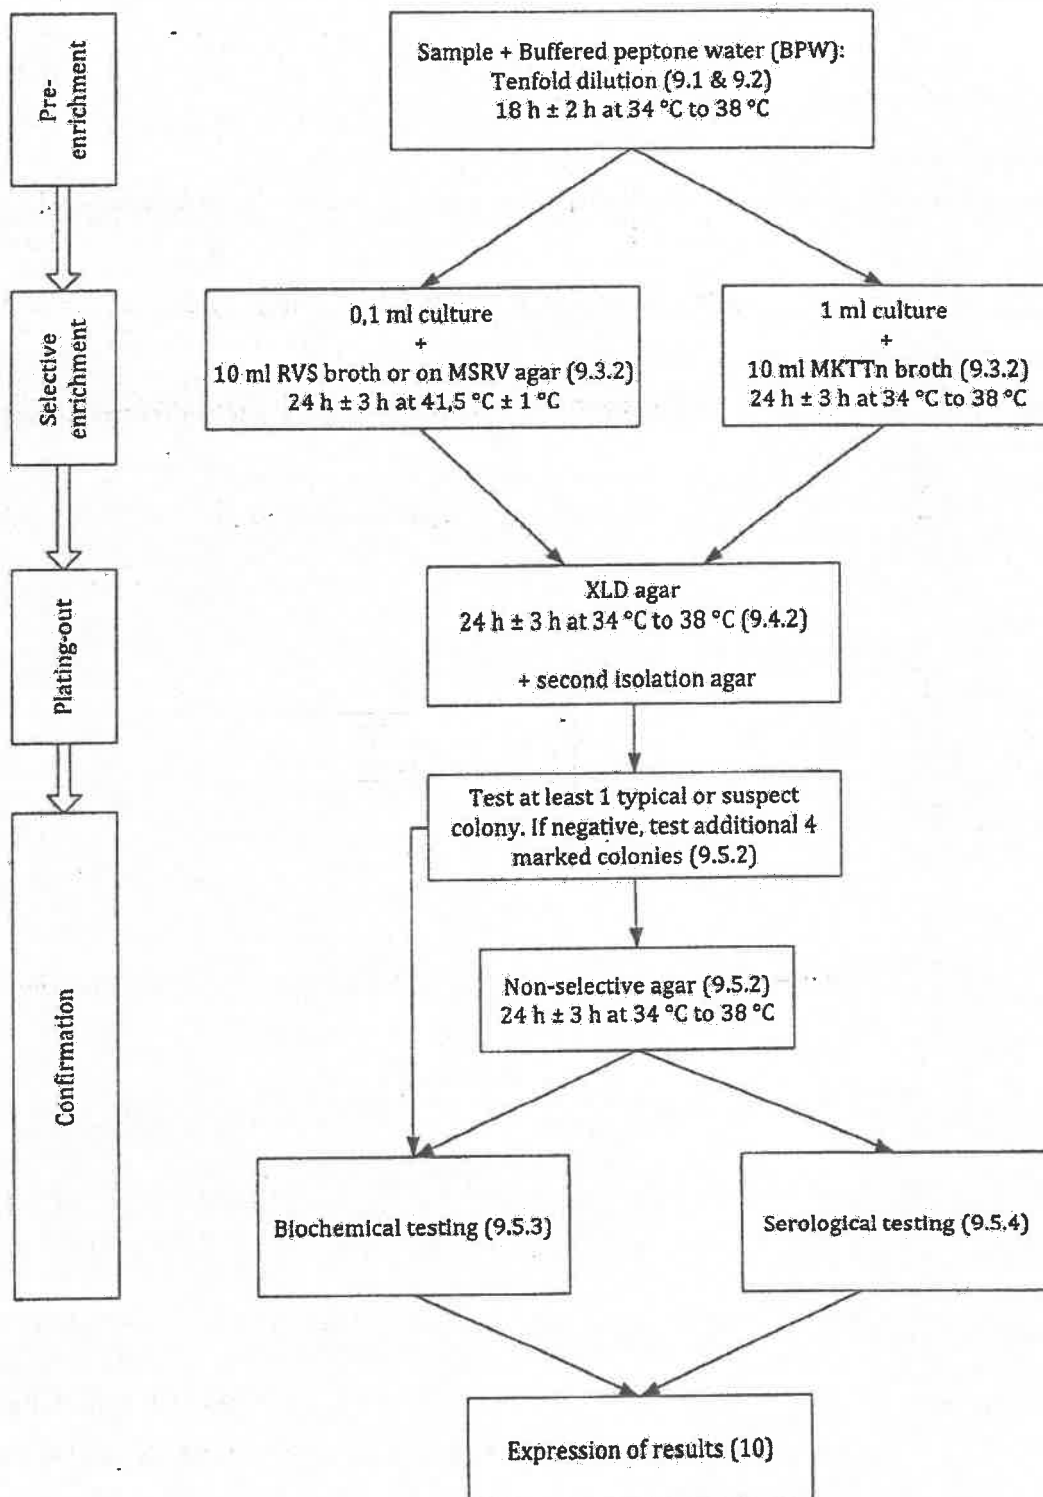 Pre-
enrichment
Sample + Buffered peptone water (BPW):
Tenfold dilution (9.1 & 9.2)
18 h ± 2 h at 34 °C to 38 °C
Selective
enrichment
0,1 ml culture
+
10 ml RVS broth or on MSRV agar (9.3.2)
24 h ± 3 h at 41,5 °C ± 1 °C
1 ml culture
+
10 ml MKTTn broth (9.3.2)
24 h ± 3 h at 34 °C to 38 °C
Plating-out
XLD agar
24 h ± 3 h at 34 °C to 38 °C (9.4.2)
+ second isolation agar
Confirmation
Test at least 1 typical or suspect
colony. If negative, test additional 4
marked colonies (9.5.2)
Non-selective agar (9.5.2)
24 h ± 3 h at 34 °C to 38 °C
Biochemical testing (9.5.3)
Serological testing (9.5.4)
Expression of results (10)